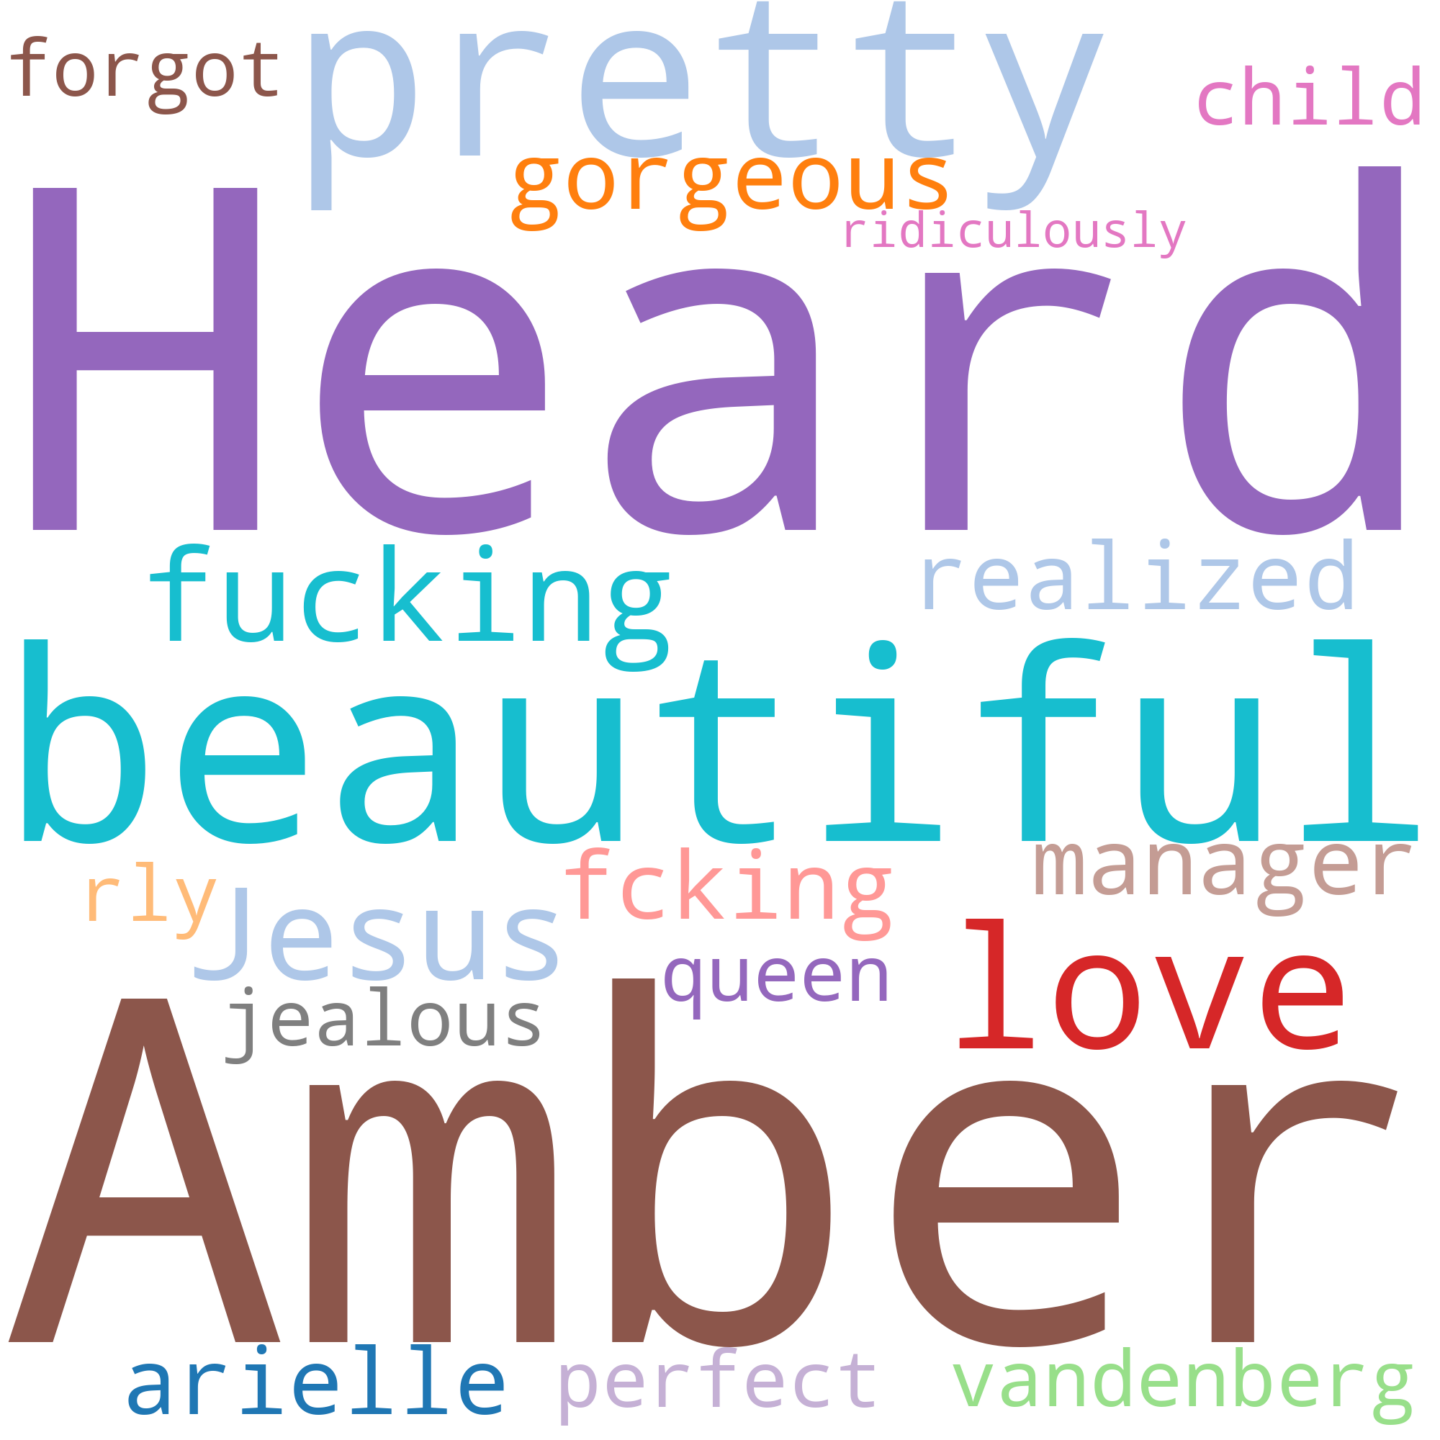 forgot
pretty
child
gorgeous
ridiculously
Heard
fucking
realized
beautiful
manager
rly
Jesus
fcking
queen
love
jealous
Amber
arielle
perfect
vandenberg